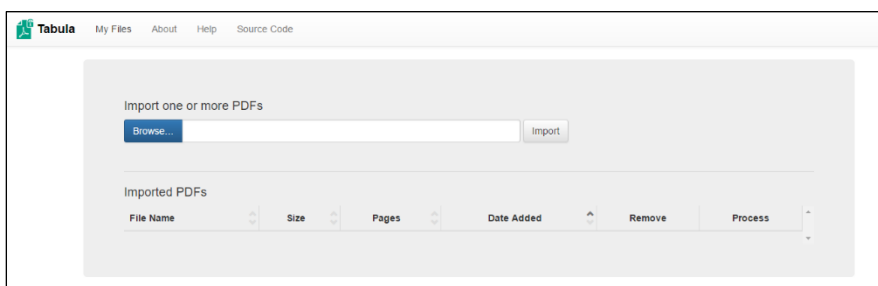 Tabula My Files About Help Source Code
Import one or more PDFs
Browse... Import
Imported PDFs
File Name Size Pages Date Added Remove Process